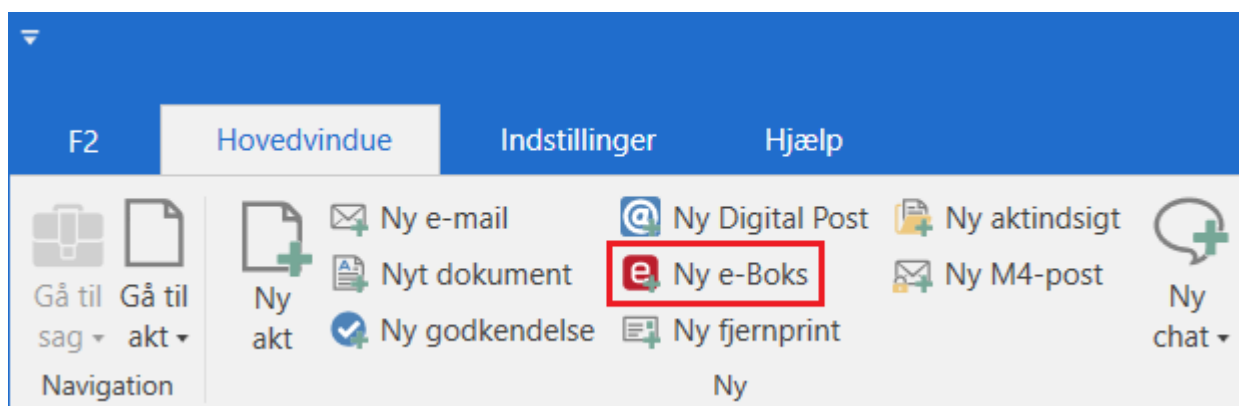 F2 Hovedvindue Indstillinger Hjælp
Gå til sag
Gå til akt
Ny akt
Ny e-mail
Nyt dokument
Ny godkendelse
Ny Digital Post
Ny e-Boks
Ny fjernprint
Ny aktindsigt
Ny M4-post
Ny chat
Navigation
Ny